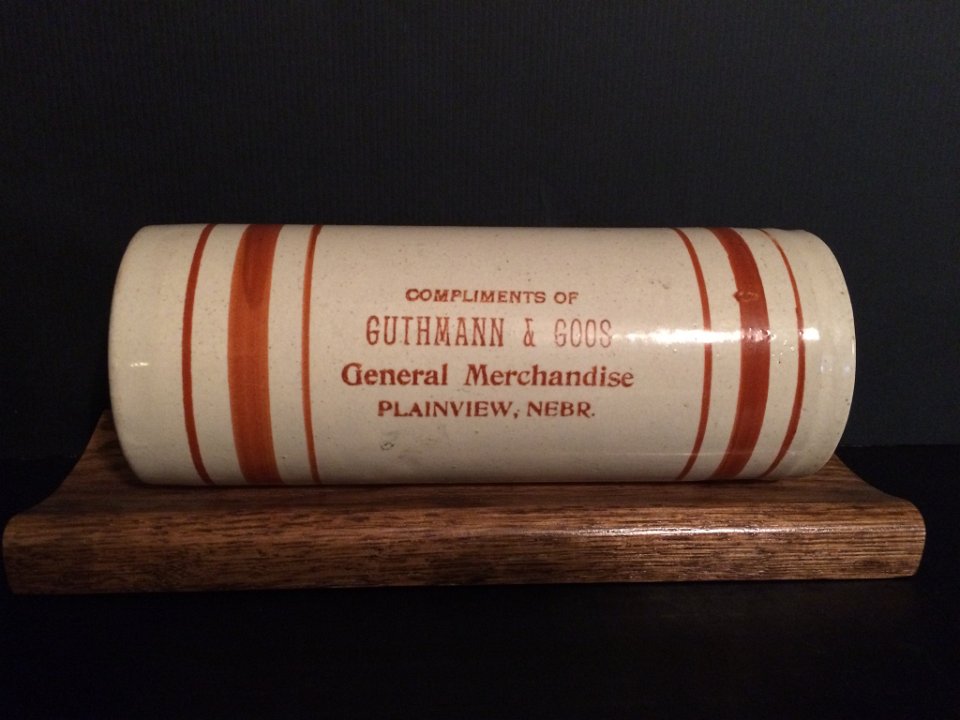 COMPLIMENTS OF
GUTHMANN & GOOS
General Merchandise
PLAINVIEW, NEBR.